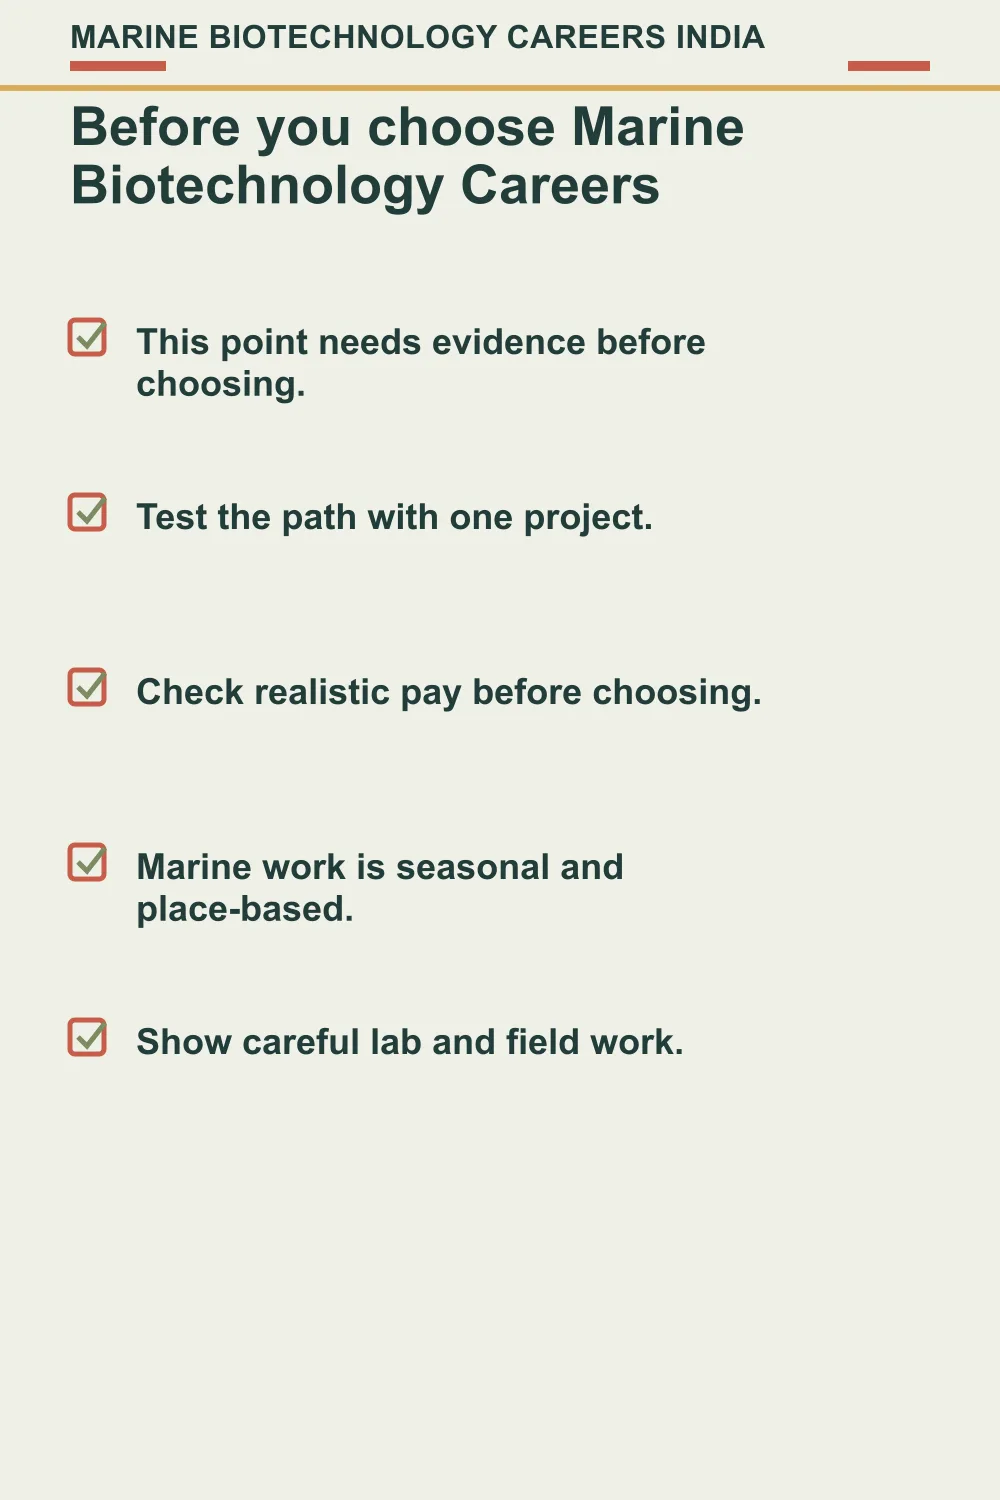 MARINE BIOTECHNOLOGY CAREERS INDIA
Before you choose Marine
Biotechnology Careers
This point needs evidence before
choosing.
Test the path with one project.
Check realistic pay before choosing.
Marine work is seasonal and
place-based.
Show careful lab and field work.